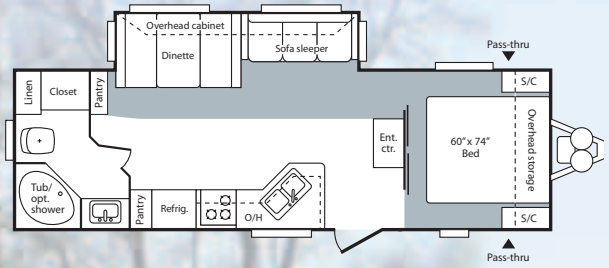 Overhead cabinet
Dinette
Sofa sleeper
Pass-thru
Linen
Closet
Pantry
S/C
Ent.
ctr.
60" x 74"
Bed
Overhead storage
Tub/
opt.
shower
Pantry
Refrig.
O/H
S/C
Pass-thru